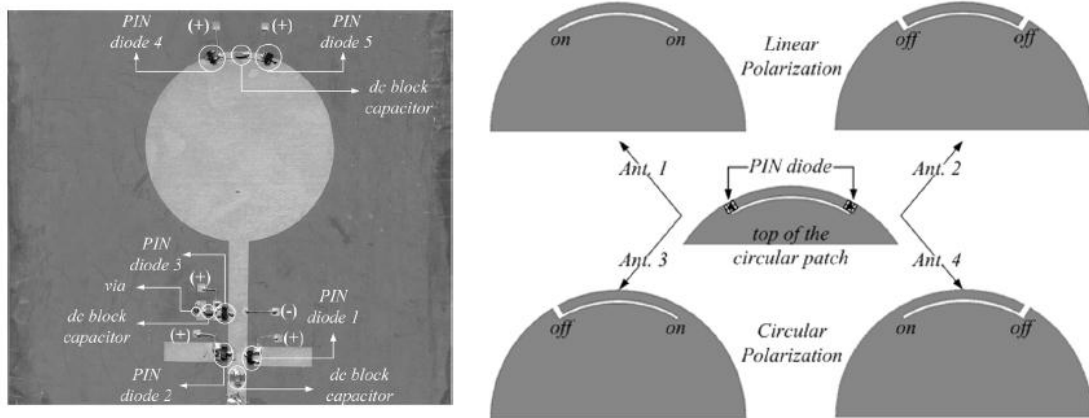 PIN
diode 4
(+)
(+)
PIN
diode 5
dc block
capacitor
PIN
diode 3
(+)
via
(-)
PIN
diode 1
dc block
capacitor
(+)
(+)
PIN
diode 2
dc block
capacitor
on
on
off
off
Linear
Polarization
Ant. 1
PIN diode
Ant. 2
top of the
circular patch
Ant. 3
Ant. 4
off
on
on
off
Circular
Polarization